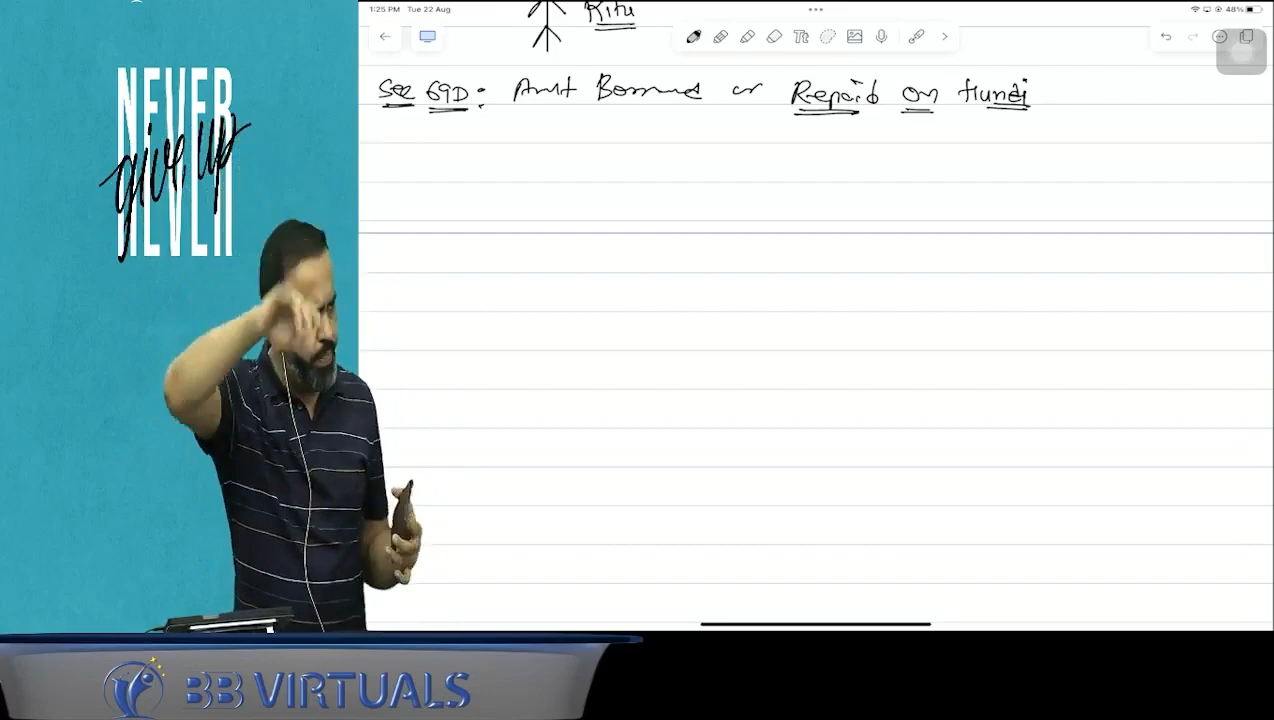 1:25 PM Tue 22 Aug
48%
Ritu
Sec 69D: Amt Borrowed or Repaid on Hundi
NEVER
give up
NEVER
BB VIRTUALS